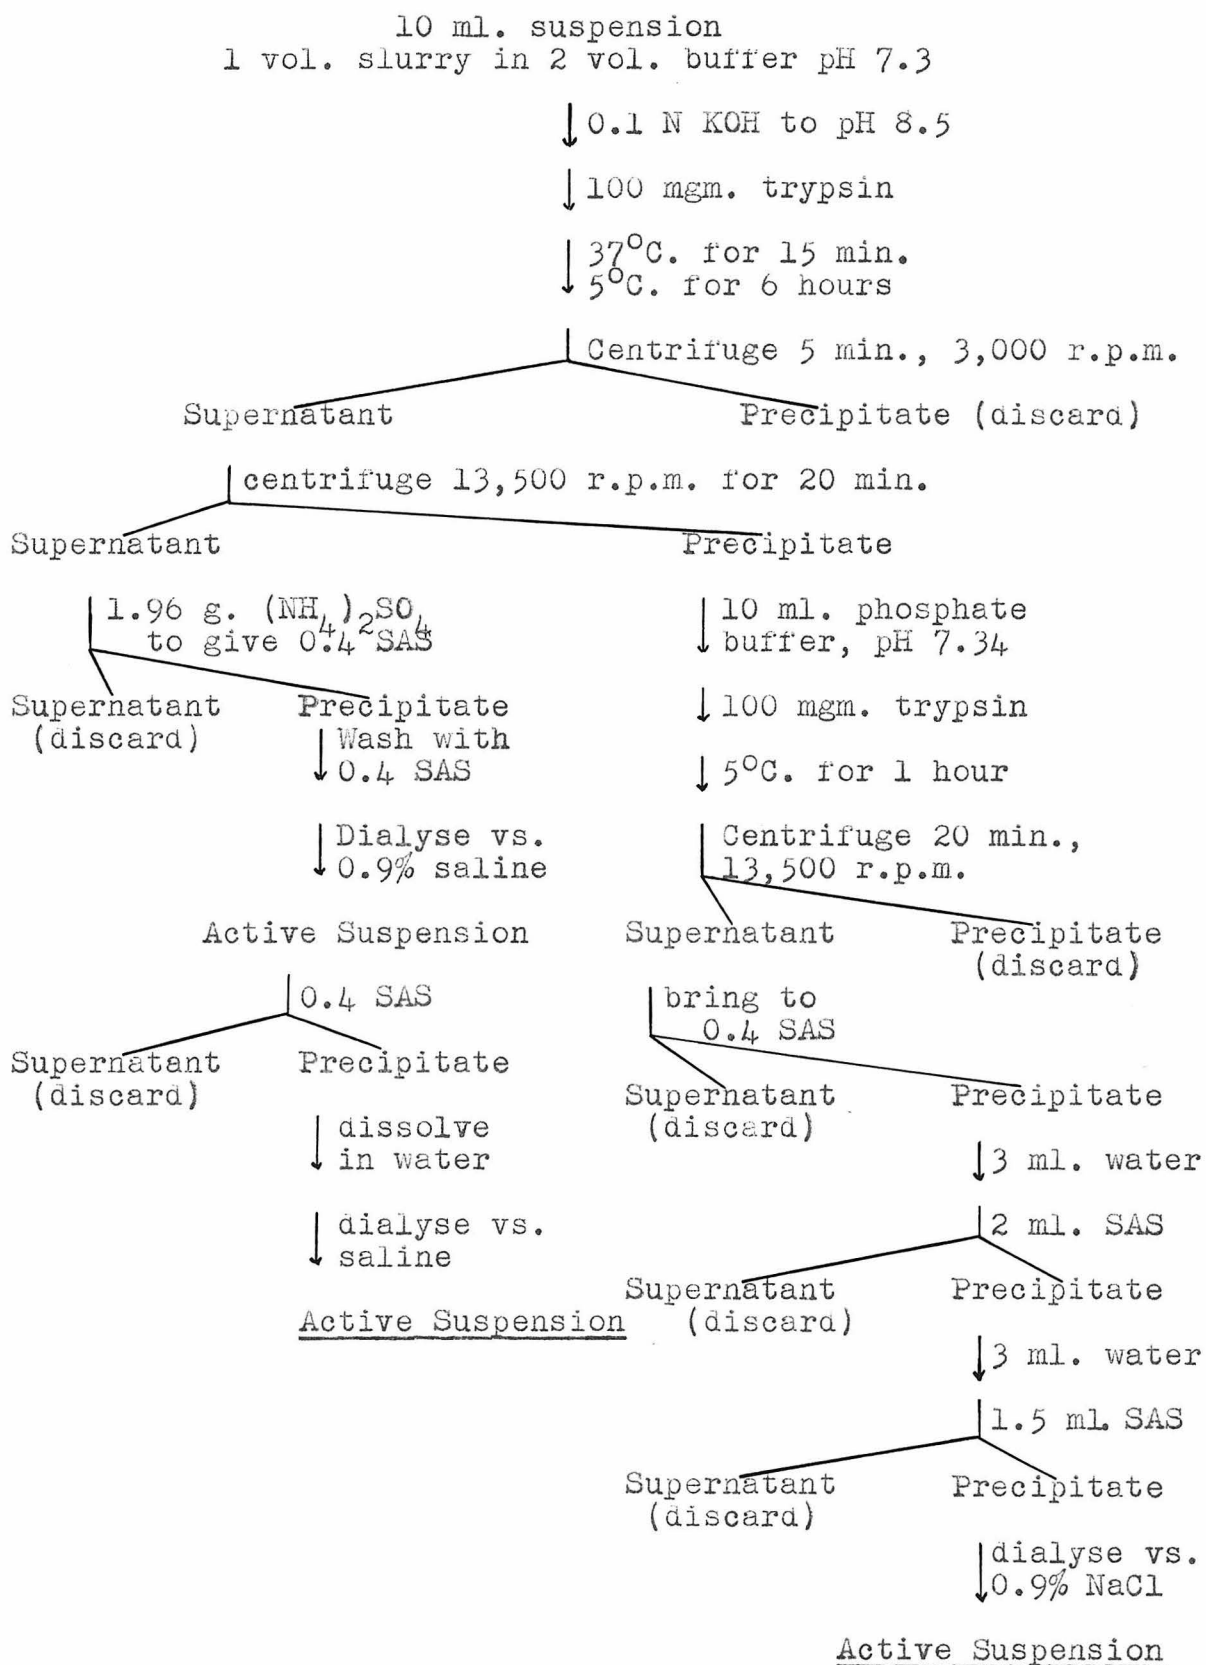 10 ml. suspension
1 vol. slurry in 2 vol. buffer pH 7.3
0.1 N KOH to pH 8.5
100 mgm. trypsin
37°C. for 15 min.
5°C. for 6 hours
Centrifuge 5 min., 3,000 r.p.m.
Supernatant
Precipitate (discard)
centrifuge 13,500 r.p.m. for 20 min.
Supernatant
Precipitate
1.96 g. (NH4)2SO4
to give 0.4 SAS
Supernatant
(discard)
Precipitate
Wash with
0.4 SAS
Dialyse vs.
0.9% saline
Active Suspension
0.4 SAS
Supernatant
(discard)
Precipitate
dissolve
in water
dialyse vs.
saline
Active Suspension
10 ml. phosphate
buffer, pH 7.34
100 mgm. trypsin
5°C. for 1 hour
Centrifuge 20 min.,
13,500 r.p.m.
Supernatant
Precipitate
(discard)
bring to
0.4 SAS
Supernatant
(discard)
Precipitate
3 ml. water
2 ml. SAS
Supernatant
(discard)
Precipitate
3 ml. water
1.5 ml. SAS
Supernatant
(discard)
Precipitate
dialyse vs.
0.9% NaCl
Active Suspension